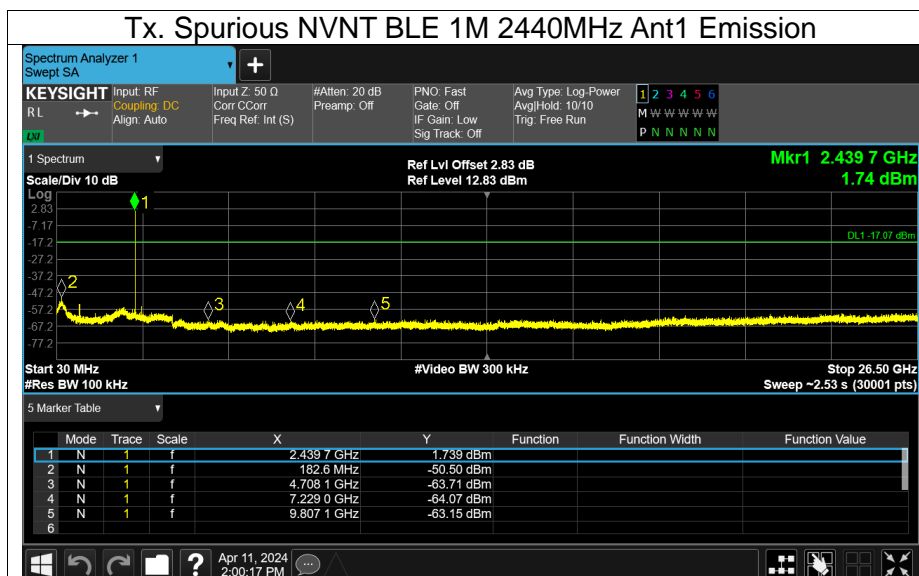 Tx. Spurious NVNT BLE 1M 2440MHz Ant1 Emission
Spectrum Analyzer 1
Swept SA
+
KEYSIGHT Input: RF Input Z: 50 Ω #Atten: 20 dB PNO: Fast Avg Type: Log-Power 1 2 3 4 5 6
R L Coupling: DC Corr CCorr Preamp: Off Gate: Off Avg|Hold: 10/10 M W W W W W
Align: Auto Freq Ref: Int (S) IF Gain: Low Trig: Free Run
LXI Sig Track: Off P N N N N N
1 Spectrum Ref Lvl Offset 2.83 dB Mkr1 2.439 7 GHz
Scale/Div 10 dB Ref Level 12.83 dBm 1.74 dBm
Log
1
2.83
-7.17
DL1 -17.07 dBm
-17.2
-27.2
-37.2
2
-47.2
3 4 5
-57.2
-67.2
-77.2
Start 30 MHz #Video BW 300 kHz Stop 26.50 GHz
#Res BW 100 kHz Sweep ~2.53 s (30001 pts)
5 Marker Table
Mode Trace Scale X Y Function Function Width Function Value
1 N 1 f 2.439 7 GHz 1.739 dBm
2 N 1 f 182.6 MHz -50.50 dBm
3 N 1 f 4.708 1 GHz -63.71 dBm
4 N 1 f 7.229 0 GHz -64.07 dBm
5 N 1 f 9.807 1 GHz -63.15 dBm
6
? Apr 11, 2024
2:00:17 PM